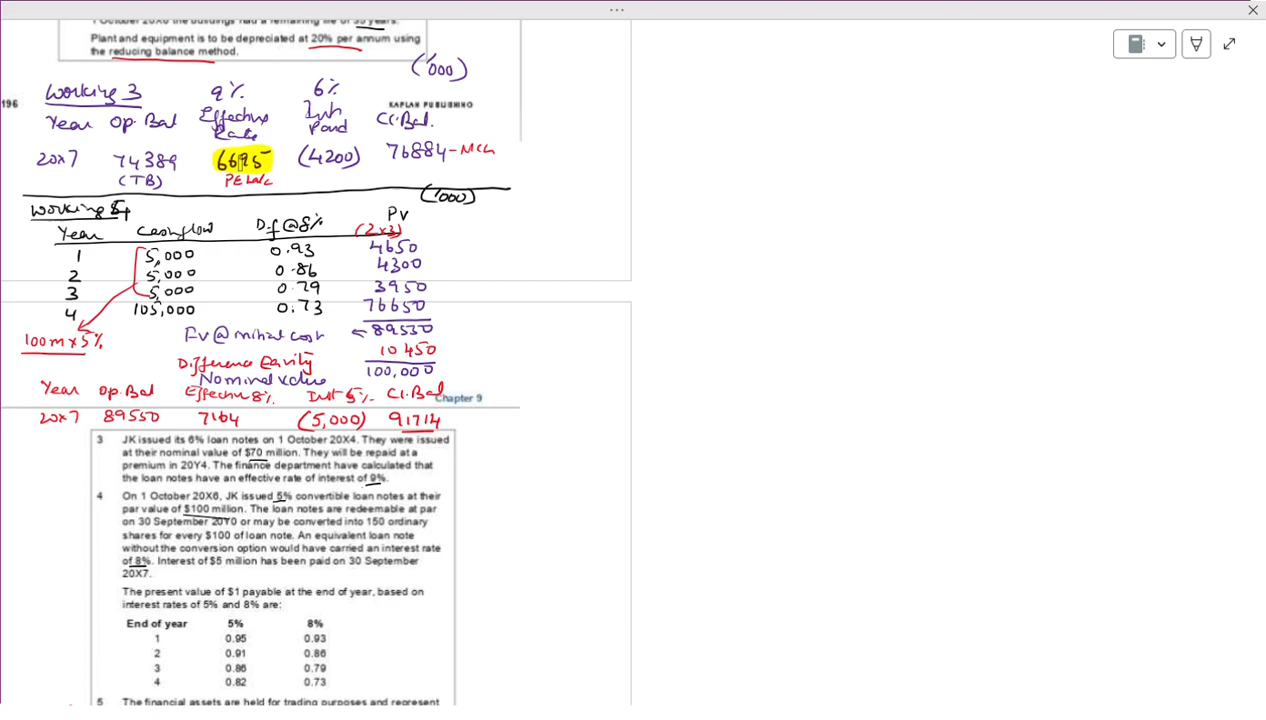 1 October 20X6 the buildings had a remaining life of 35 years.
Plant and equipment is to be depreciated at 20% per annum using
the reducing balance method.
('000)
Working 3 9% 6%
196 KAPLAN PUBLISHING
Year Op. Bal Effective Rate Int Paid Cl. Bal.
20x7 74389 6695 (4200) 76884 - NCL
(TB)
('000)
Working 4
Year Cashflow D.f @ 8% PV
(2x3)
1 5,000 0.93 4650
2 5,000 0.86 4300
3 5,000 0.79 3950
4 105,000 0.73 76650
100m x 5% Fv @ initial cost 89550
Difference Equity 10450
Nominal value 100,000
Year Op. Bal Effective 8% Int 5% Cl. Bal
Chapter 9
20x7 89550 7164 (5,000) 91714
3 JK issued its 6% loan notes on 1 October 20X4. They were issued
at their nominal value of $70 million. They will be repaid at a
premium in 20Y4. The finance department have calculated that
the loan notes have an effective rate of interest of 9%.
4 On 1 October 20X6, JK issued 5% convertible loan notes at their
par value of $100 million. The loan notes are redeemable at par
on 30 September 20Y0 or may be converted into 150 ordinary
shares for every $100 of loan note. An equivalent loan note
without the conversion option would have carried an interest rate
of 8%. Interest of $5 million has been paid on 30 September
20X7.
The present value of $1 payable at the end of year, based on
interest rates of 5% and 8% are:
End of year 5% 8%
1 0.95 0.93
2 0.91 0.86
3 0.86 0.79
4 0.82 0.73
5 The financial assets are held for trading purposes and represent